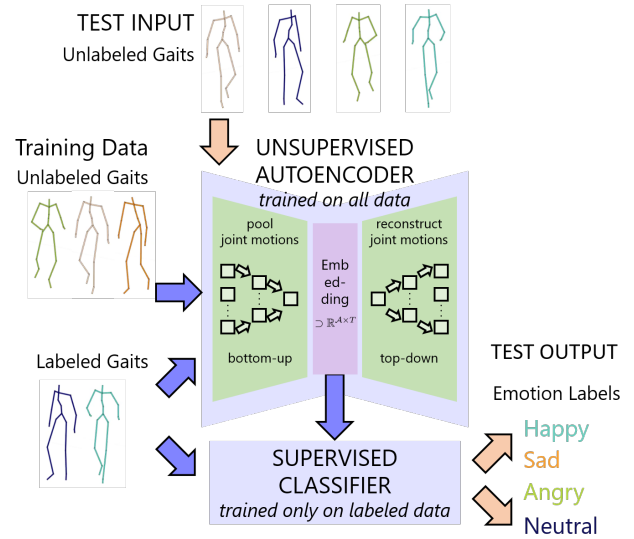 TEST INPUT
Unlabeled Gaits
Training Data
Unlabeled Gaits
UNSUPERVISED
AUTOENCODER
trained on all data
pool
joint motions
bottom-up
Emb
ed-
ding
⊃ ℝ^{𝒜×T}
reconstruct
joint motions
top-down
Labeled Gaits
SUPERVISED
CLASSIFIER
trained only on labeled data
TEST OUTPUT
Emotion Labels
Happy
Sad
Angry
Neutral